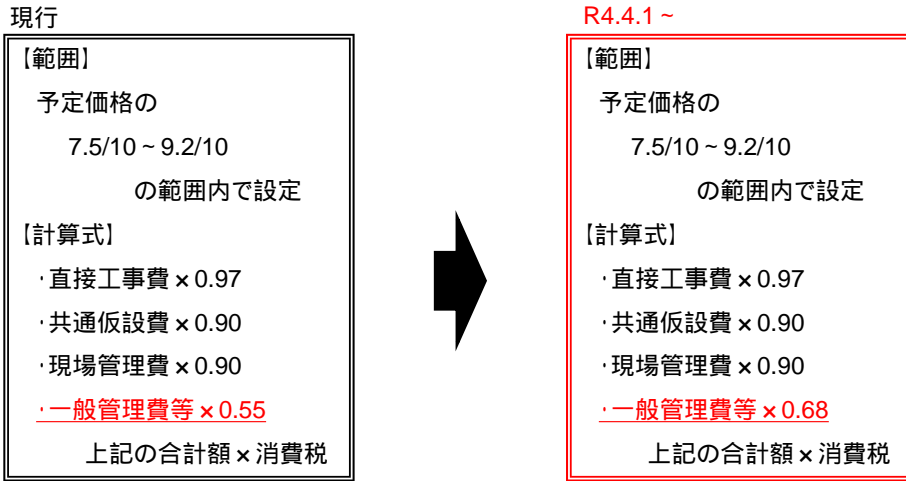 現行
【範囲】
予定価格の
7.5/10～9.2/10
の範囲内で設定
【計算式】
・直接工事費×0.97
・共通仮設費×0.90
・現場管理費×0.90
・一般管理費等×0.55
上記の合計額×消費税
R4.4.1～
【範囲】
予定価格の
7.5/10～9.2/10
の範囲内で設定
【計算式】
・直接工事費×0.97
・共通仮設費×0.90
・現場管理費×0.90
・一般管理費等×0.68
上記の合計額×消費税